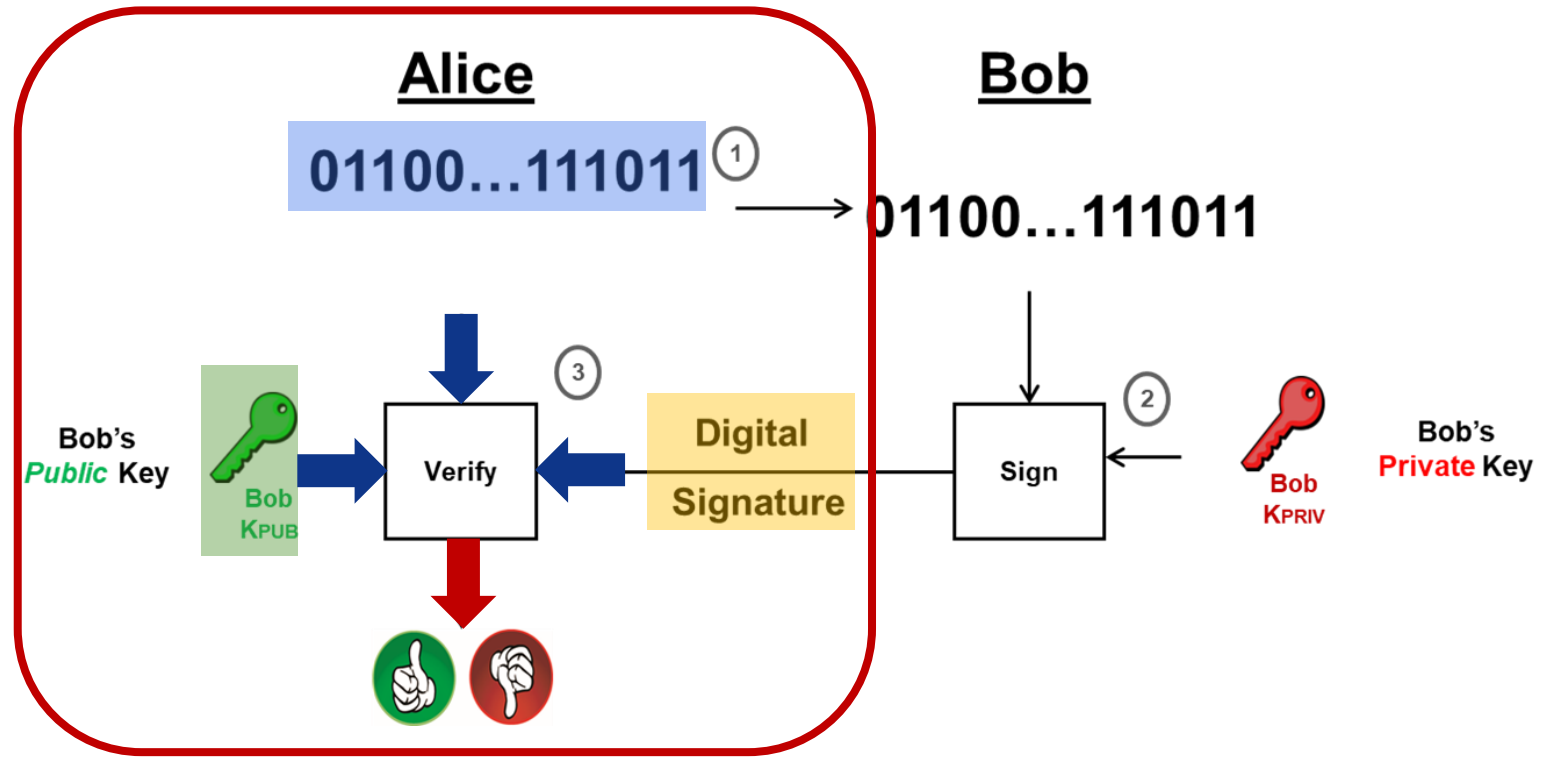 Alice
Bob
01100...111011
1
01100...111011
3
2
Bob's
Public Key
Bob
KPUB
Verify
Digital
Signature
Sign
Bob
KPRIV
Bob's
Private Key